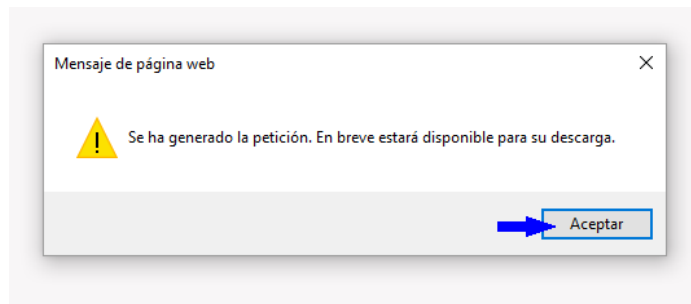 Mensaje de página web
Se ha generado la petición. En breve estará disponible para su descarga.
Aceptar